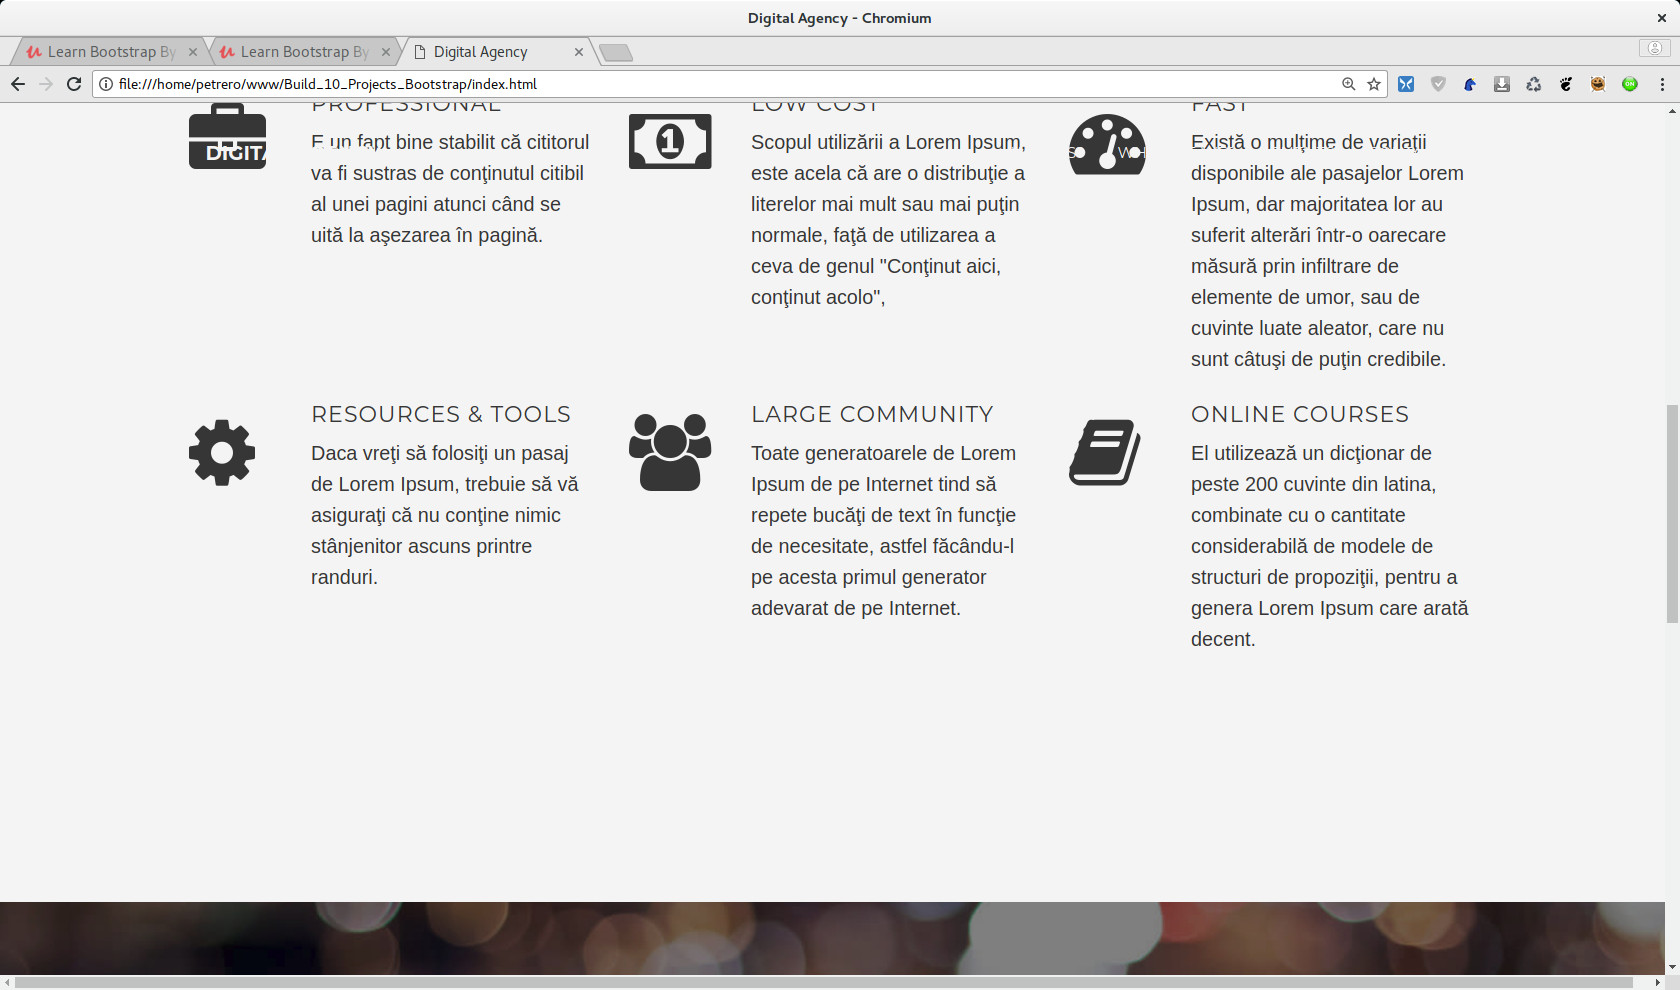 Digital Agency - Chromium
Learn Bootstrap By
Learn Bootstrap By
Digital Agency
file:///home/petrero/www/Build_10_Projects_Bootstrap/index.html
PROFESSIONAL
E un fapt bine stabilit că cititorul
va fi sustras de conţinutul citibil
al unei pagini atunci când se
uită la aşezarea în pagină.
LOW COST
Scopul utilizării a Lorem Ipsum,
este acela că are o distribuţie a
literelor mai mult sau mai puţin
normale, faţă de utilizarea a
ceva de genul "Conţinut aici,
conţinut acolo",
FAST
Există o mulţime de variaţii
disponibile ale pasajelor Lorem
Ipsum, dar majoritatea lor au
suferit alterări într-o oarecare
măsură prin infiltrare de
elemente de umor, sau de
cuvinte luate aleator, care nu
sunt câtuşi de puţin credibile.
RESOURCES & TOOLS
Daca vreţi să folosiţi un pasaj
de Lorem Ipsum, trebuie să vă
asiguraţi că nu conţine nimic
stânjenitor ascuns printre
randuri.
LARGE COMMUNITY
Toate generatoarele de Lorem
Ipsum de pe Internet tind să
repete bucăţi de text în funcţie
de necesitate, astfel făcându-l
pe acesta primul generator
adevarat de pe Internet.
ONLINE COURSES
El utilizează un dicţionar de
peste 200 cuvinte din latina,
combinate cu o cantitate
considerabilă de modele de
structuri de propoziţii, pentru a
genera Lorem Ipsum care arată
decent.